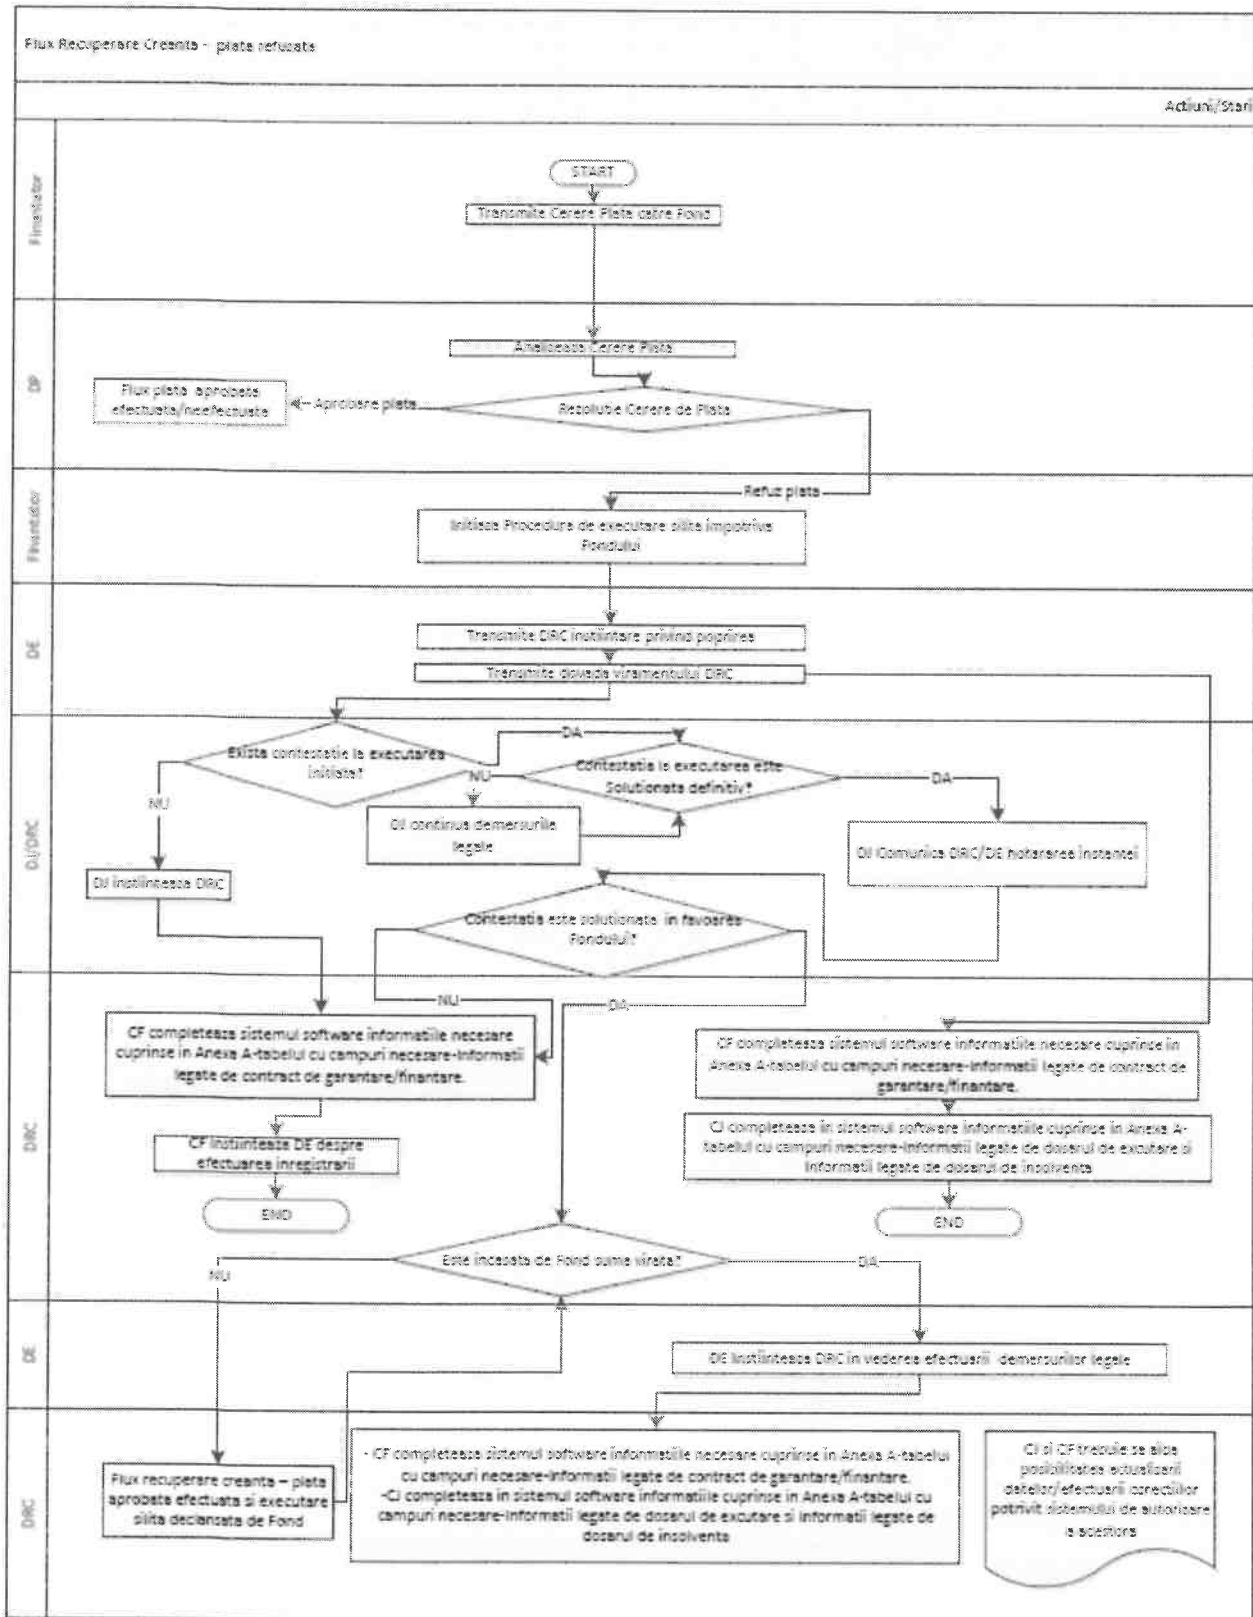 Flux Recuperare Creanta - plata refuzata
Actiuni/Stari
Finantator
START
Transmite Cerere Plata catre Fond
DP
Analizeaza Cerere Plata
Flux plata aprobata
efectuata/neefectuata
Aprobare plata
Rezolutie Cerere de Plata
Finantator
Refuz plata
Initiaza Procedura de executare silita impotriva
Fondului
DE
Transmite DRC instiintare privind poprirea
Transmite dovada viramentului DRC
DJ/DRC
Exista contestatie la executarea
initiata?
DA
Contestatia la executarea este
Solutionata definitiv?
NU
DA
NU
DJ continua demersurile
legale
DJ Comunica DRC/DE hotararea instantei
DJ instiinteaza DRC
Contestatia este solutionata in favoarea
Fondului?
DRC
NU
DA
CF completeaza sistemul software informatiile necesare
cuprinse in Anexa A-tabelul cu campuri necesare-Informatii
legate de contract de garantare/finantare.
CF completeaza sistemul software informatiile necesare cuprinse in
Anexa A-tabelul cu campuri necesare-Informatii legate de contract de
garantare/finantare.
CF instiinteaza DE despre
efectuarea inregistrarii
CJ completeaza in sistemul software informatiile cuprinse in Anexa A-
tabelul cu campuri necesare-Informatii legate de dosarul de excutare si
Informatii legate de dosarul de insolventa
END
END
Este incasata de Fond suma virata?
NU
DA
DE
DE Instiinteaza DRC in vederea efectuarii demersurilor legale
DRC
Flux recuperare creanta – plata
aprobata efectuata si executare
silita declansata de Fond
- CF completeaza sistemul software informatiile necesare cuprinse in Anexa A-tabelul
cu campuri necesare-Informatii legate de contract de garantare/finantare.
-CJ completeaza in sistemul software informatiile cuprinse in Anexa A-tabelul cu
campuri necesare-Informatii legate de dosarul de excutare si Informatii legate de
dosarul de insolventa
CJ si CF trebuie sa aiba
posibilitatea actualizarii
datelor/efectuarii corectiilor
potrivit sistemului de autorizare
a acestora